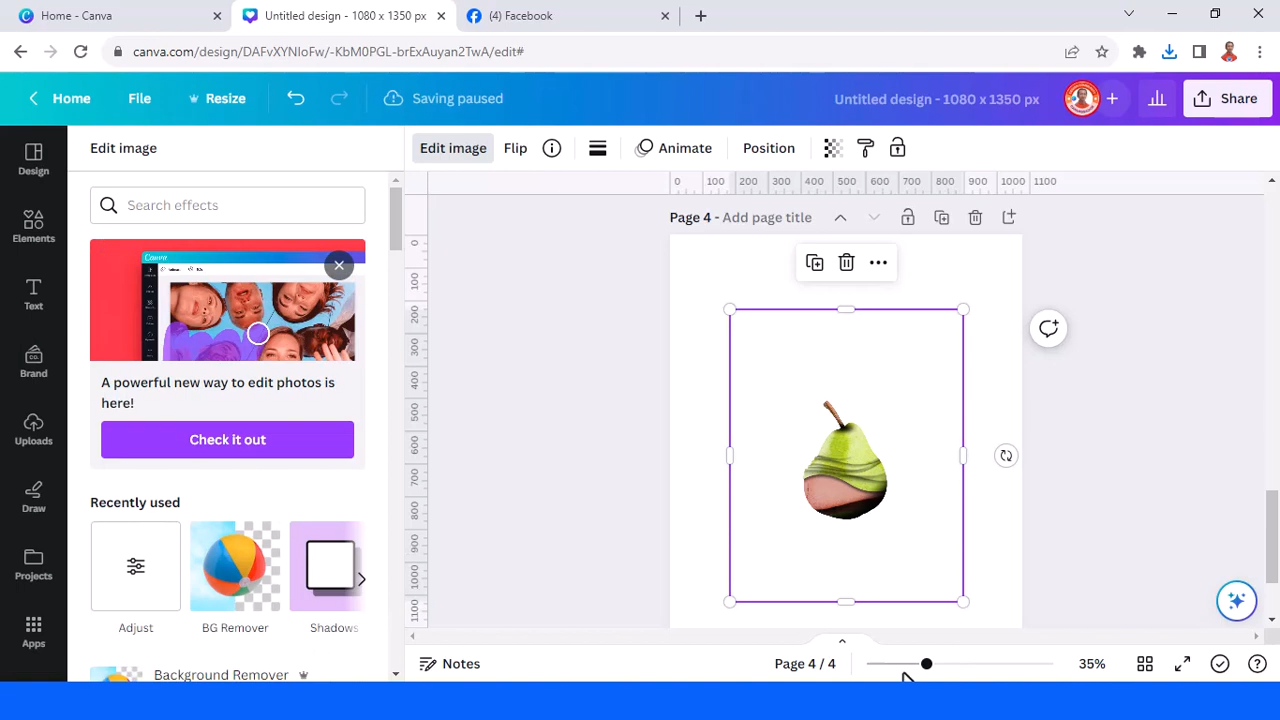 Home - Canva
Untitled design - 1080 x 1350 px
(4) Facebook
canva.com/design/DAFvXYNIoFw/-KbM0PGL-brExAuyan2TwA/edit#
Home
File
Resize
Saving paused
Untitled design - 1080 x 1350 px
Share
Design
Elements
Text
Brand
Uploads
Draw
Projects
Apps
Edit image
Search effects
Canva
A powerful new way to edit photos is
here!
Check it out
Recently used
Adjust
BG Remover
Shadows
Background Remover
Edit image
Flip
Animate
Position
0 100 200 300 400 500 600 700 800 900 1000 1100
0
100
200
300
400
500
600
700
800
900
1000
1100
Page 4 - Add page title
Notes
Page 4 / 4
35%